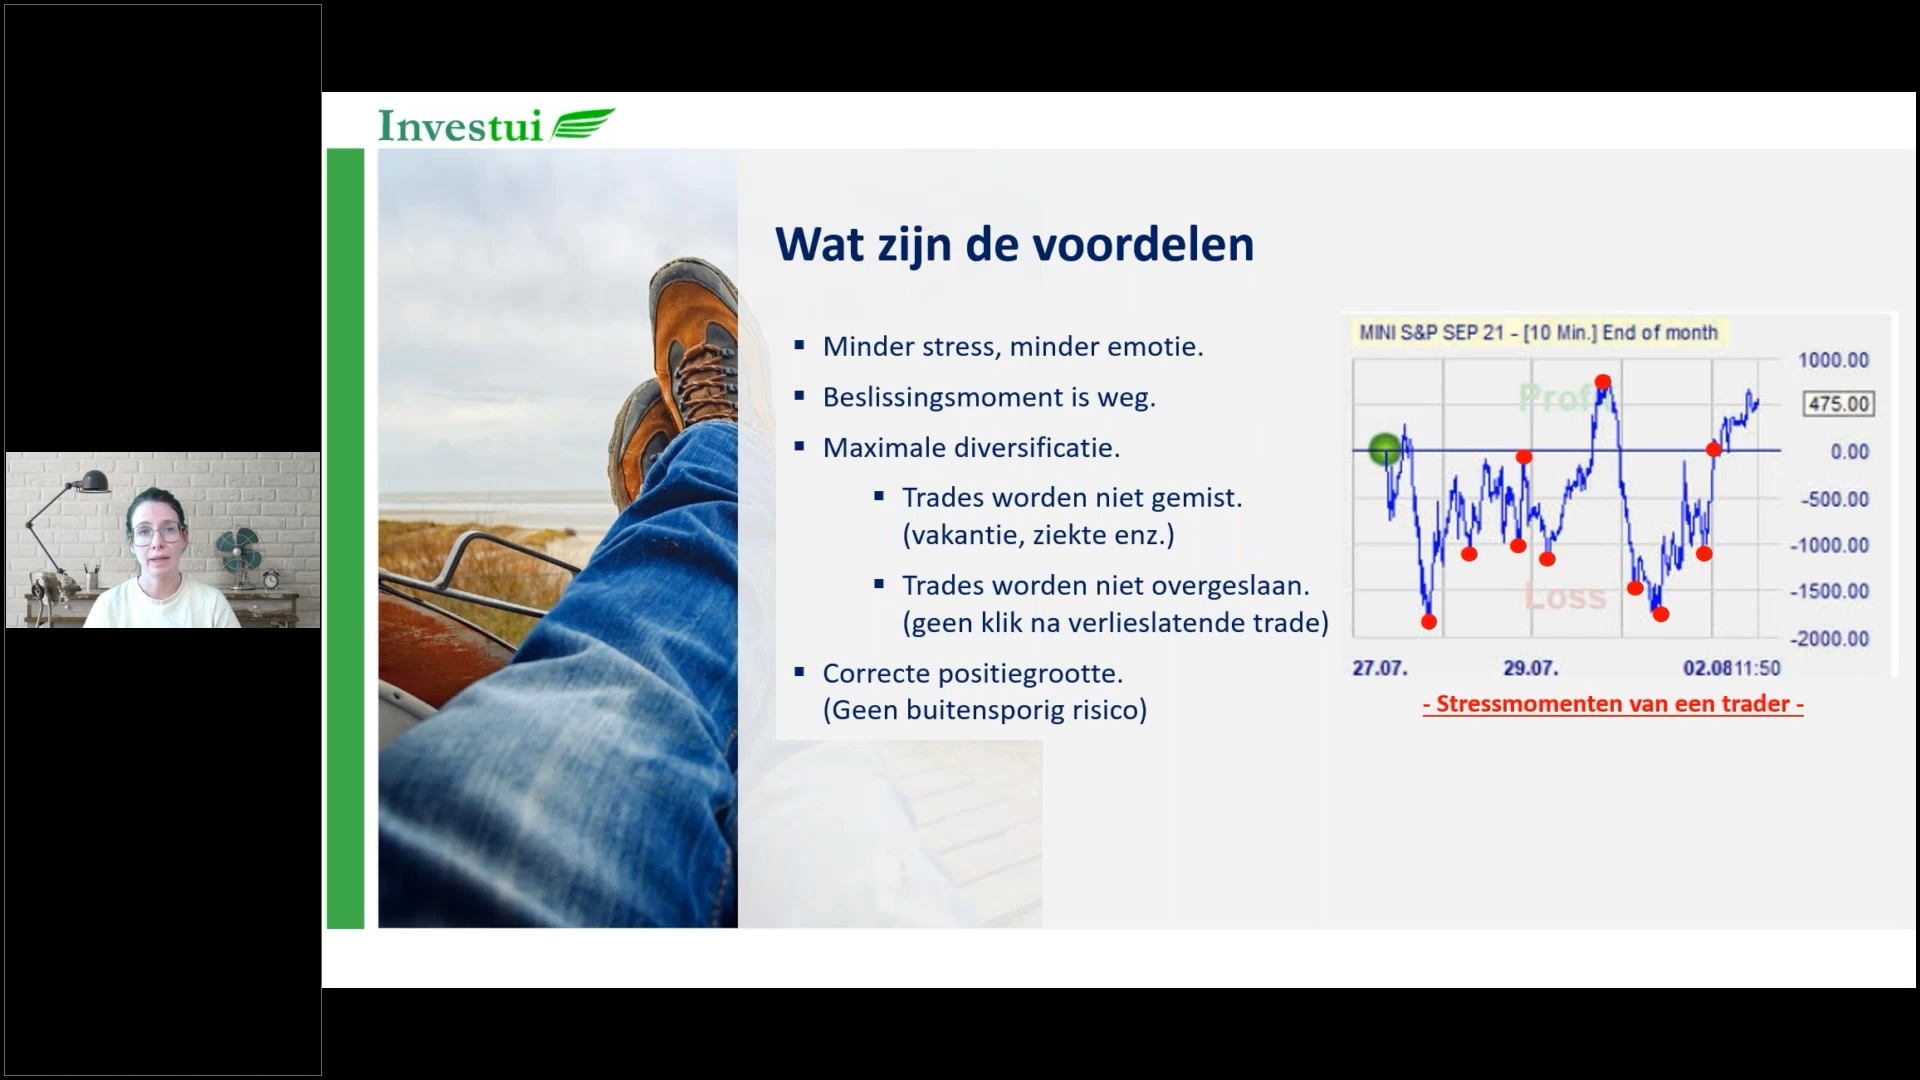 Investui
Wat zijn de voordelen
Minder stress, minder emotie.
Beslissingsmoment is weg.
Maximale diversificatie.
Trades worden niet gemist.
(vakantie, ziekte enz.)
Trades worden niet overgeslaan.
(geen klik na verlieslatende trade)
Correcte positiegrootte.
(Geen buitensporig risico)
MINI S&P SEP 21 - [10 Min.] End of month
1000.00
Profit
475.00
0.00
-500.00
-1000.00
-1500.00
Loss
-2000.00
27.07. 29.07. 02.08 11:50
- Stressmomenten van een trader -